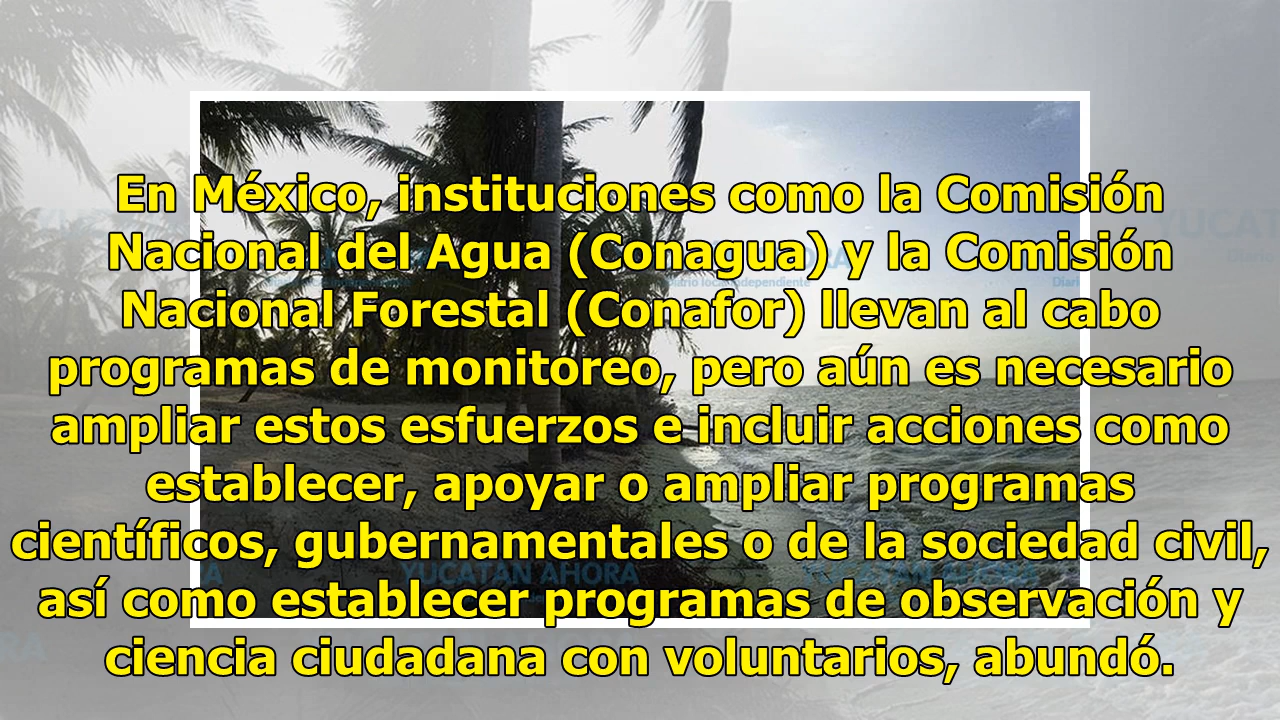 En México, instituciones como la Comisión
Nacional del Agua (Conagua) y la Comisión
Nacional Forestal (Conafor) llevan al cabo
programas de monitoreo, pero aún es necesario
ampliar estos esfuerzos e incluir acciones como
establecer, apoyar o ampliar programas
científicos, gubernamentales o de la sociedad civil,
así como establecer programas de observación y
ciencia ciudadana con voluntarios, abundó.
YUCATÁN AHORA